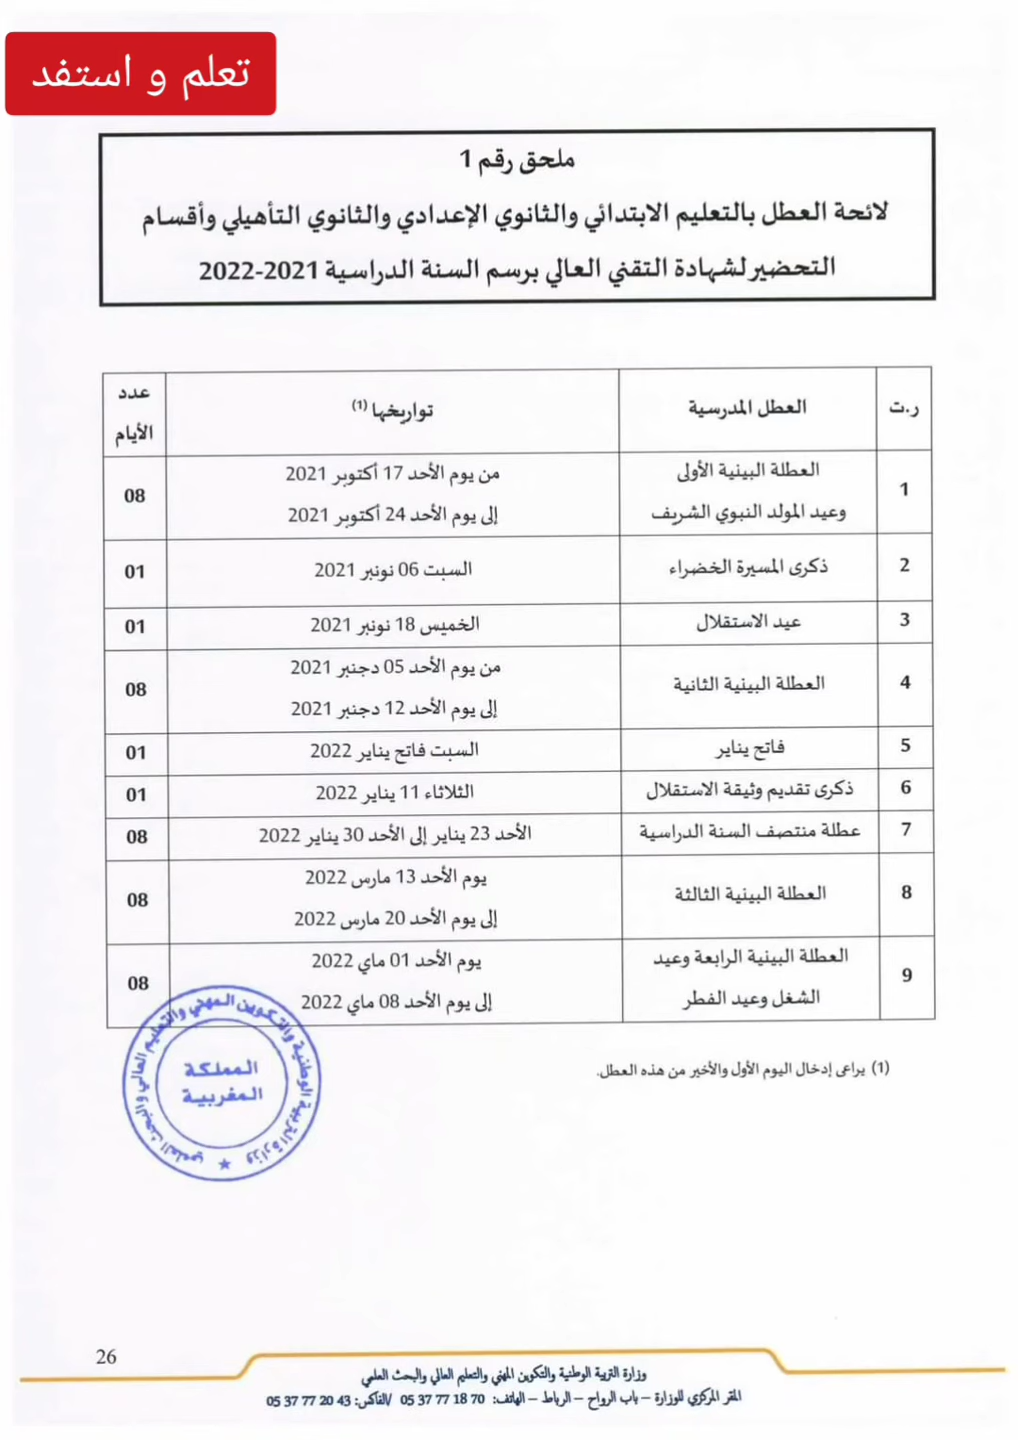 تعلم و استفد
ملحق رقم 1
لائحة العطل بالتعليم الابتدائي والثانوي الإعدادي والثانوي التأهيلي وأقسام
التحضير لشهادة التقني العالي برسم السنة الدراسية 2021-2022
ر.ت العطل المدرسية تواريخها (1) عدد
الأيام
1 العطلة البينية الأولى
وعيد المولد النبوي الشريف
من يوم الأحد 17 أكتوبر 2021
إلى يوم الأحد 24 أكتوبر 2021
08
2 ذكرى المسيرة الخضراء السبت 06 نونبر 2021 01
3 عيد الاستقلال الخميس 18 نونبر 2021 01
4 العطلة البينية الثانية
من يوم الأحد 05 دجنبر 2021
إلى يوم الأحد 12 دجنبر 2021
08
5 فاتح يناير السبت فاتح يناير 2022 01
6 ذكرى تقديم وثيقة الاستقلال الثلاثاء 11 يناير 2022 01
7 عطلة منتصف السنة الدراسية الأحد 23 يناير إلى الأحد 30 يناير 2022 08
8 العطلة البينية الثالثة
يوم الأحد 13 مارس 2022
إلى يوم الأحد 20 مارس 2022
08
9 العطلة البينية الرابعة وعيد
الشغل وعيد الفطر
يوم الأحد 01 ماي 2022
إلى يوم الأحد 08 ماي 2022
08
(1) يراعى إدخال اليوم الأول والأخير من هذه العطل.
المملكة
المغربية
وزارة التربية الوطنية والتكوين المهني والتعليم العالي والبحث العلمي
26
وزارة التربية الوطنية والتكوين المهني والتعليم العالي والبحث العلمي
المقر المركزي للوزارة – باب الرواح – الرباط – الهاتف: 05 37 77 18 70 /الفاكس: 05 37 77 20 43